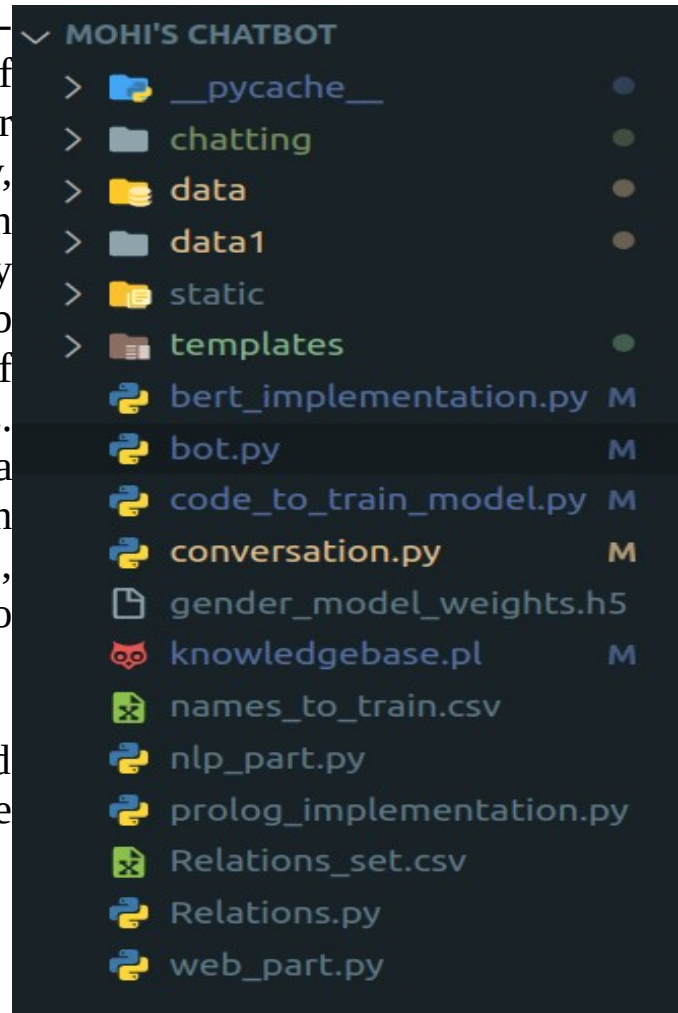 MOHI'S CHATBOT
__pycache__
chatting
data
data1
static
templates
bert_implementation.py M
bot.py M
code_to_train_model.py M
conversation.py M
gender_model_weights.h5
knowledgebase.pl M
names_to_train.csv
nlp_part.py
prolog_implementation.py
Relations_set.csv
Relations.py
web_part.py